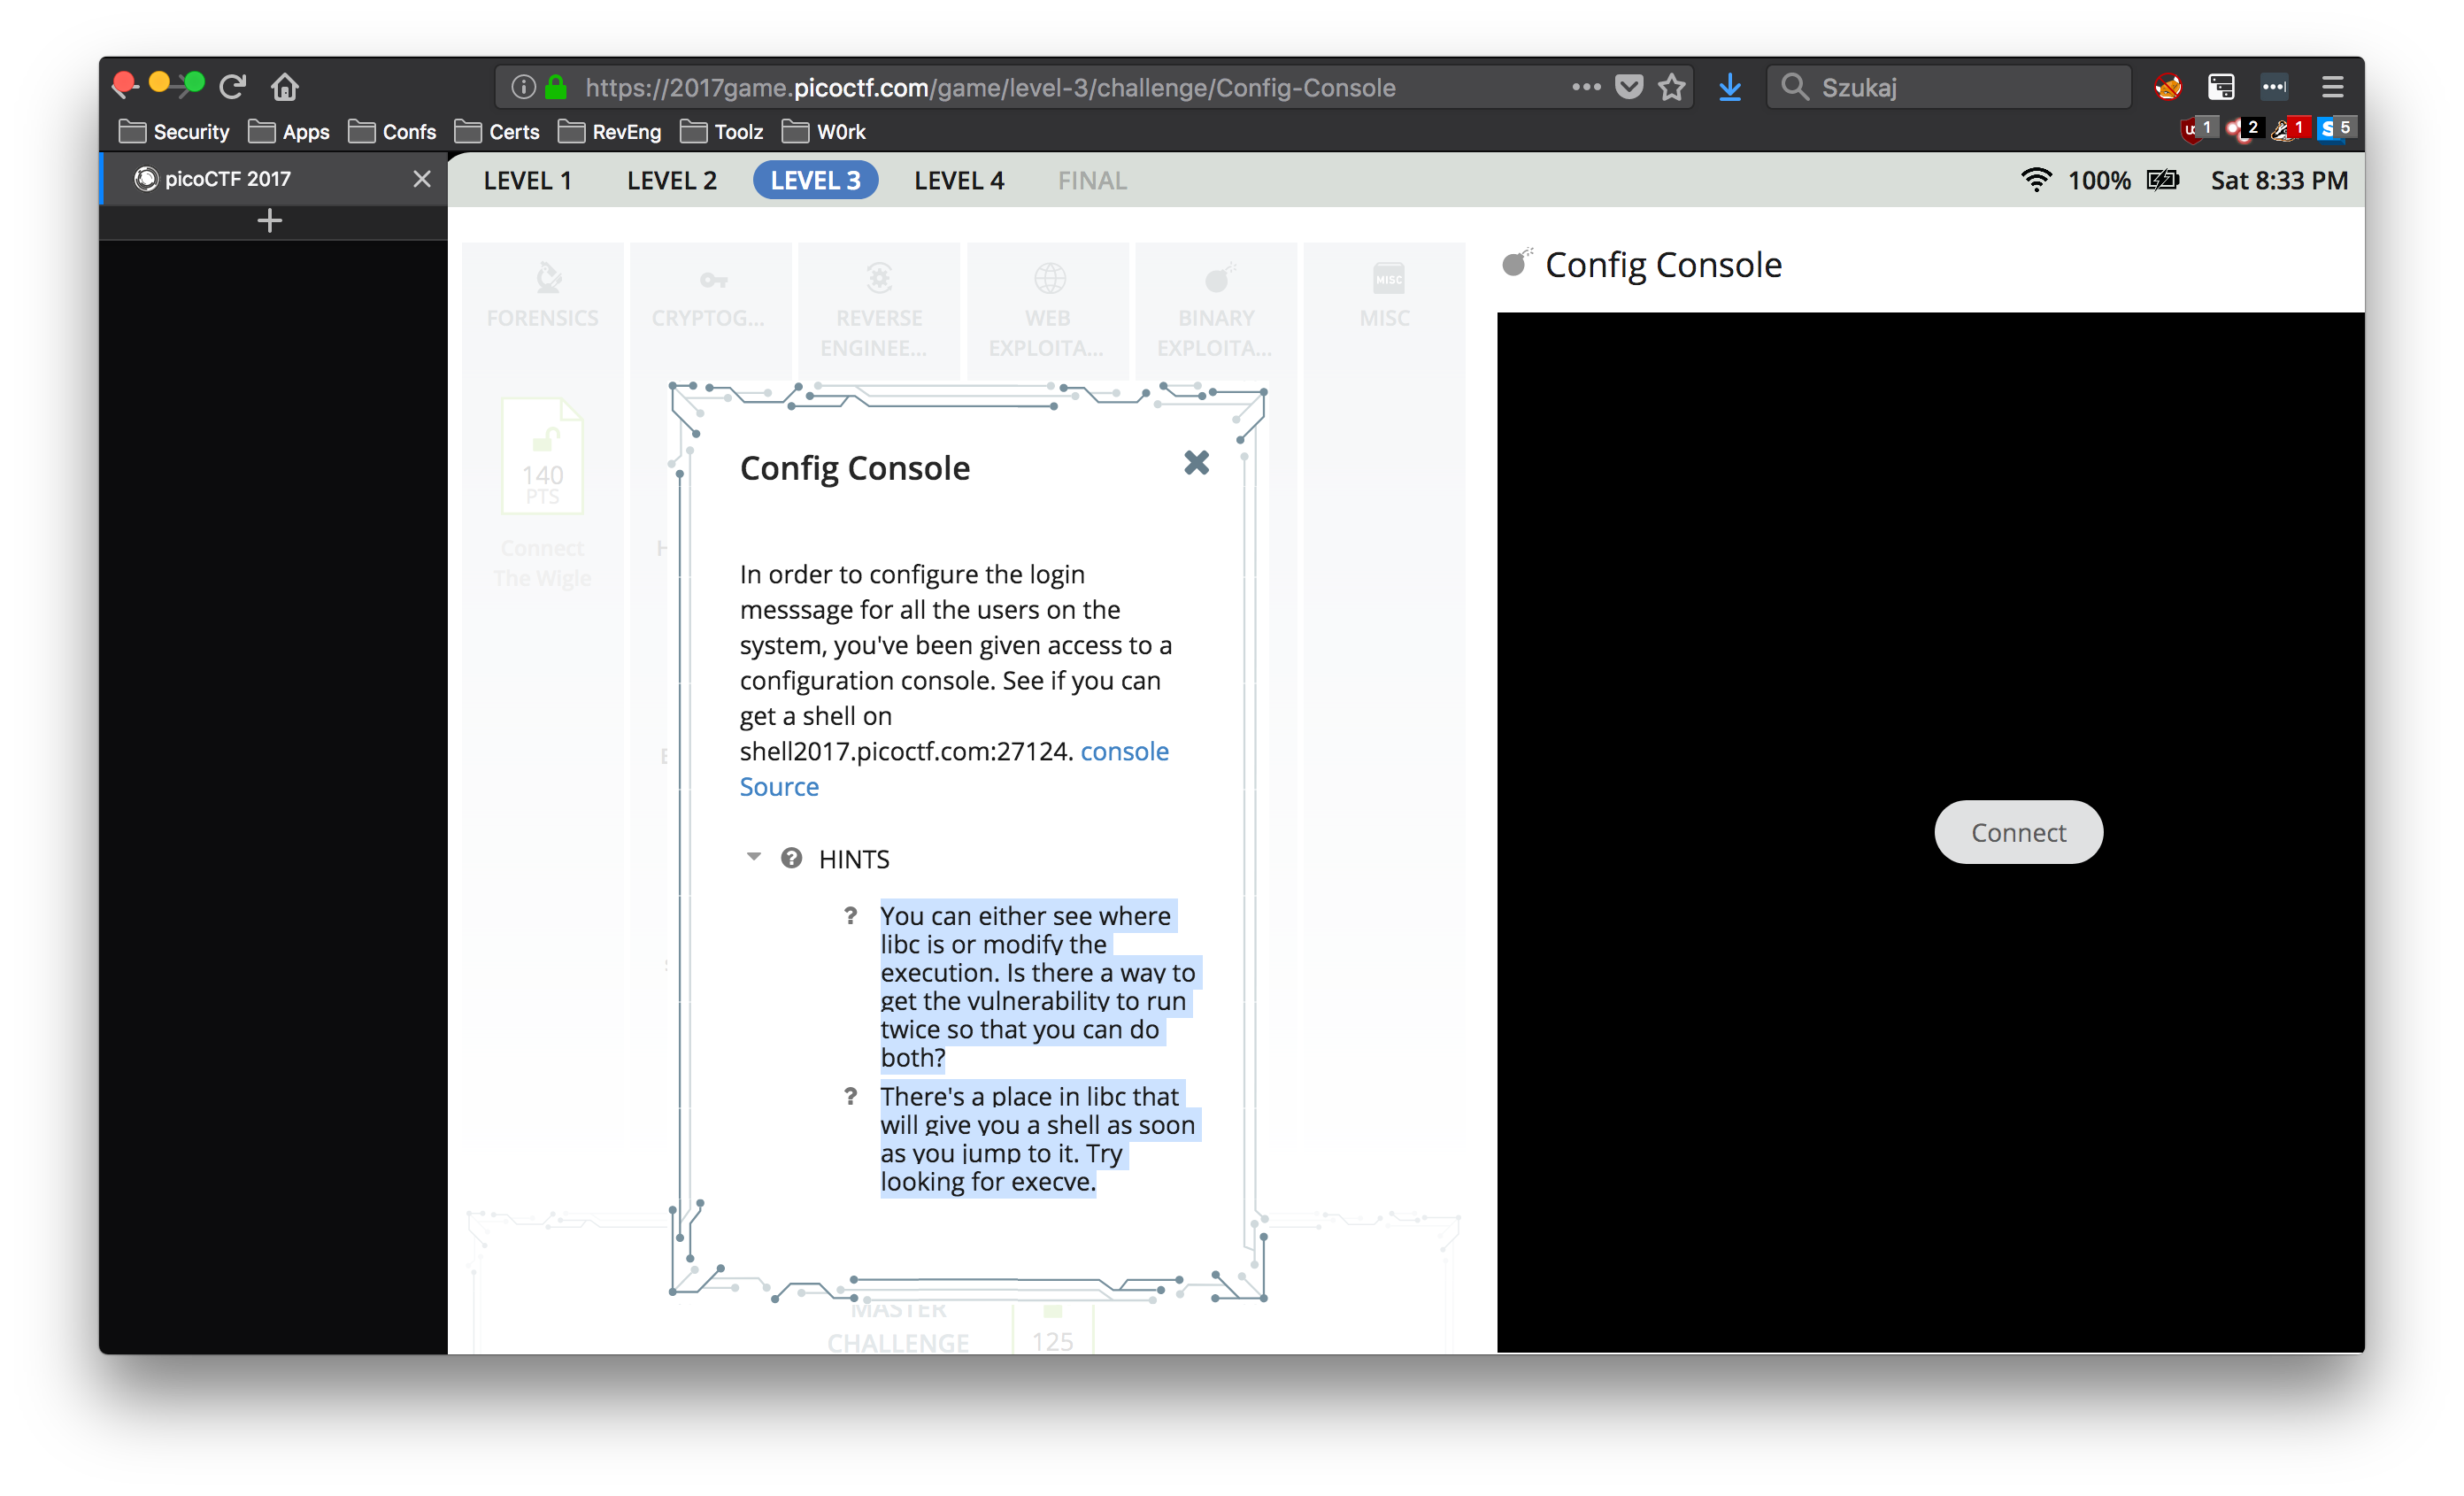 https://2017game.picoctf.com/game/level-3/challenge/Config-Console
Szukaj
Security Apps Confs Certs RevEng Toolz W0rk
1 2 1 5
picoCTF 2017
LEVEL 1 LEVEL 2 LEVEL 3 LEVEL 4 FINAL
100% Sat 8:33 PM
Config Console
FORENSICS CRYPTOG... REVERSE ENGINEE... WEB EXPLOITA... BINARY EXPLOITA... MISC MISC
140
PTS
Connect
The Wigle
Config Console
In order to configure the login
messsage for all the users on the
system, you've been given access to a
configuration console. See if you can
get a shell on
shell2017.picoctf.com:27124. console
Source
HINTS
? You can either see where
libc is or modify the
execution. Is there a way to
get the vulnerability to run
twice so that you can do
both?
? There's a place in libc that
will give you a shell as soon
as you jump to it. Try
looking for execve.
MASTER
CHALLENGE
125
Connect